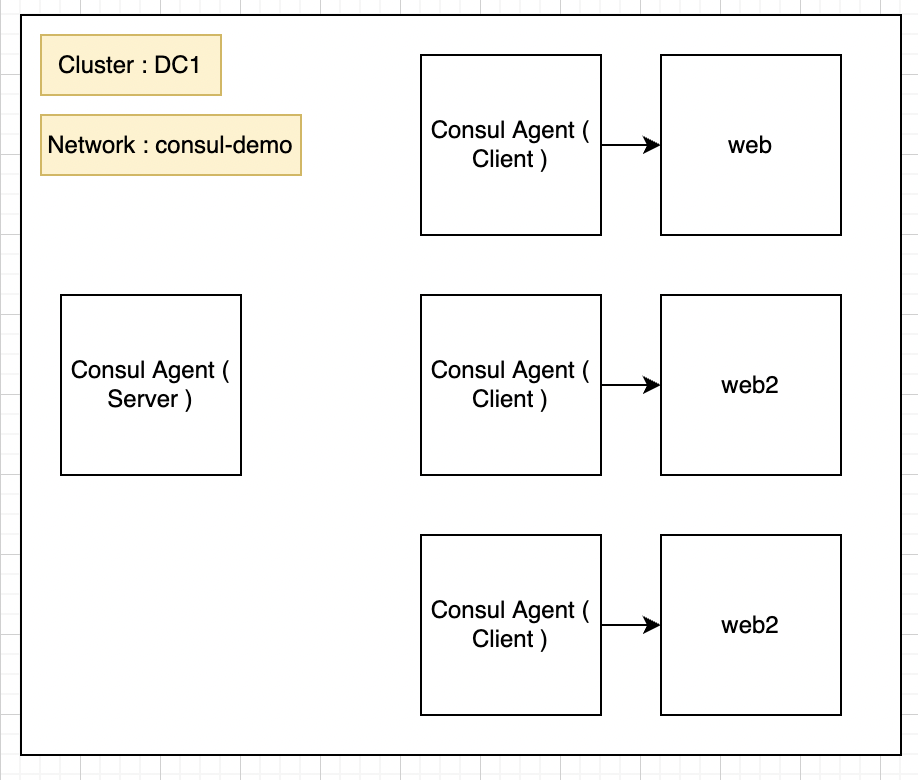 Cluster : DC1
Network : consul-demo
Consul Agent (
Client )
web
Consul Agent (
Server )
Consul Agent (
Client )
web2
Consul Agent (
Client )
web2